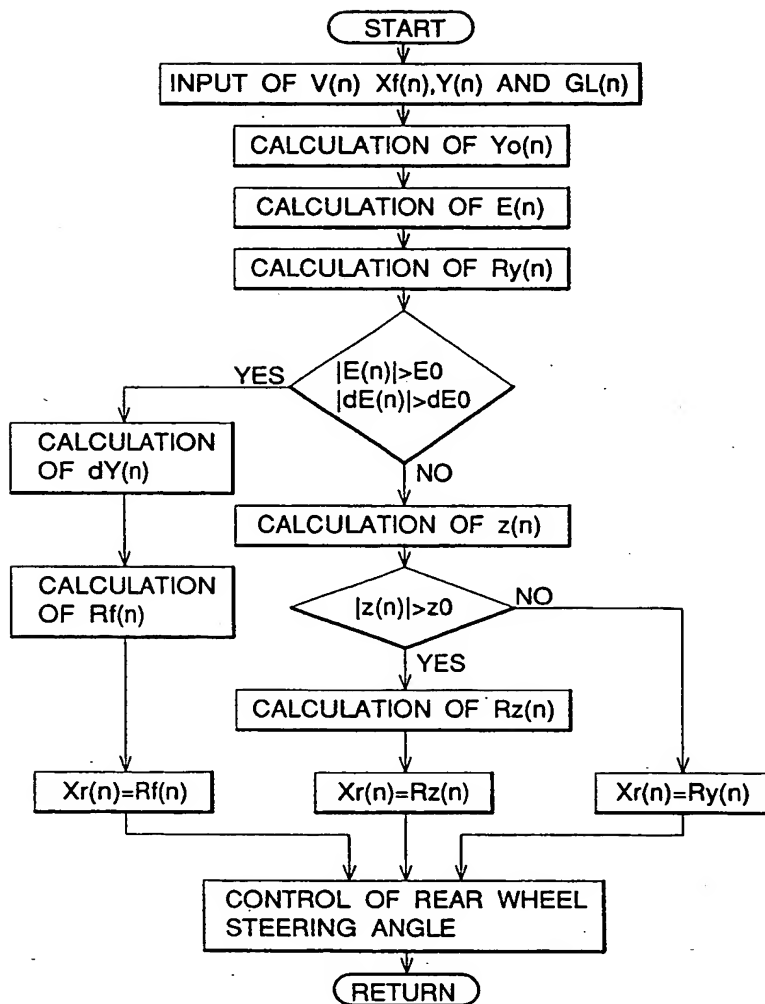 START
INPUT OF V(n) Xf(n),Y(n) AND GL(n)
CALCULATION OF Yo(n)
CALCULATION OF E(n)
CALCULATION OF Ry(n)
|E(n)|>E0
|dE(n)|>dE0
YES
NO
CALCULATION
OF dY(n)
CALCULATION OF z(n)
CALCULATION
OF Rf(n)
|z(n)|>z0
NO
YES
CALCULATION OF Rz(n)
Xr(n)=Rf(n)
Xr(n)=Rz(n)
Xr(n)=Ry(n)
CONTROL OF REAR WHEEL
STEERING ANGLE
RETURN